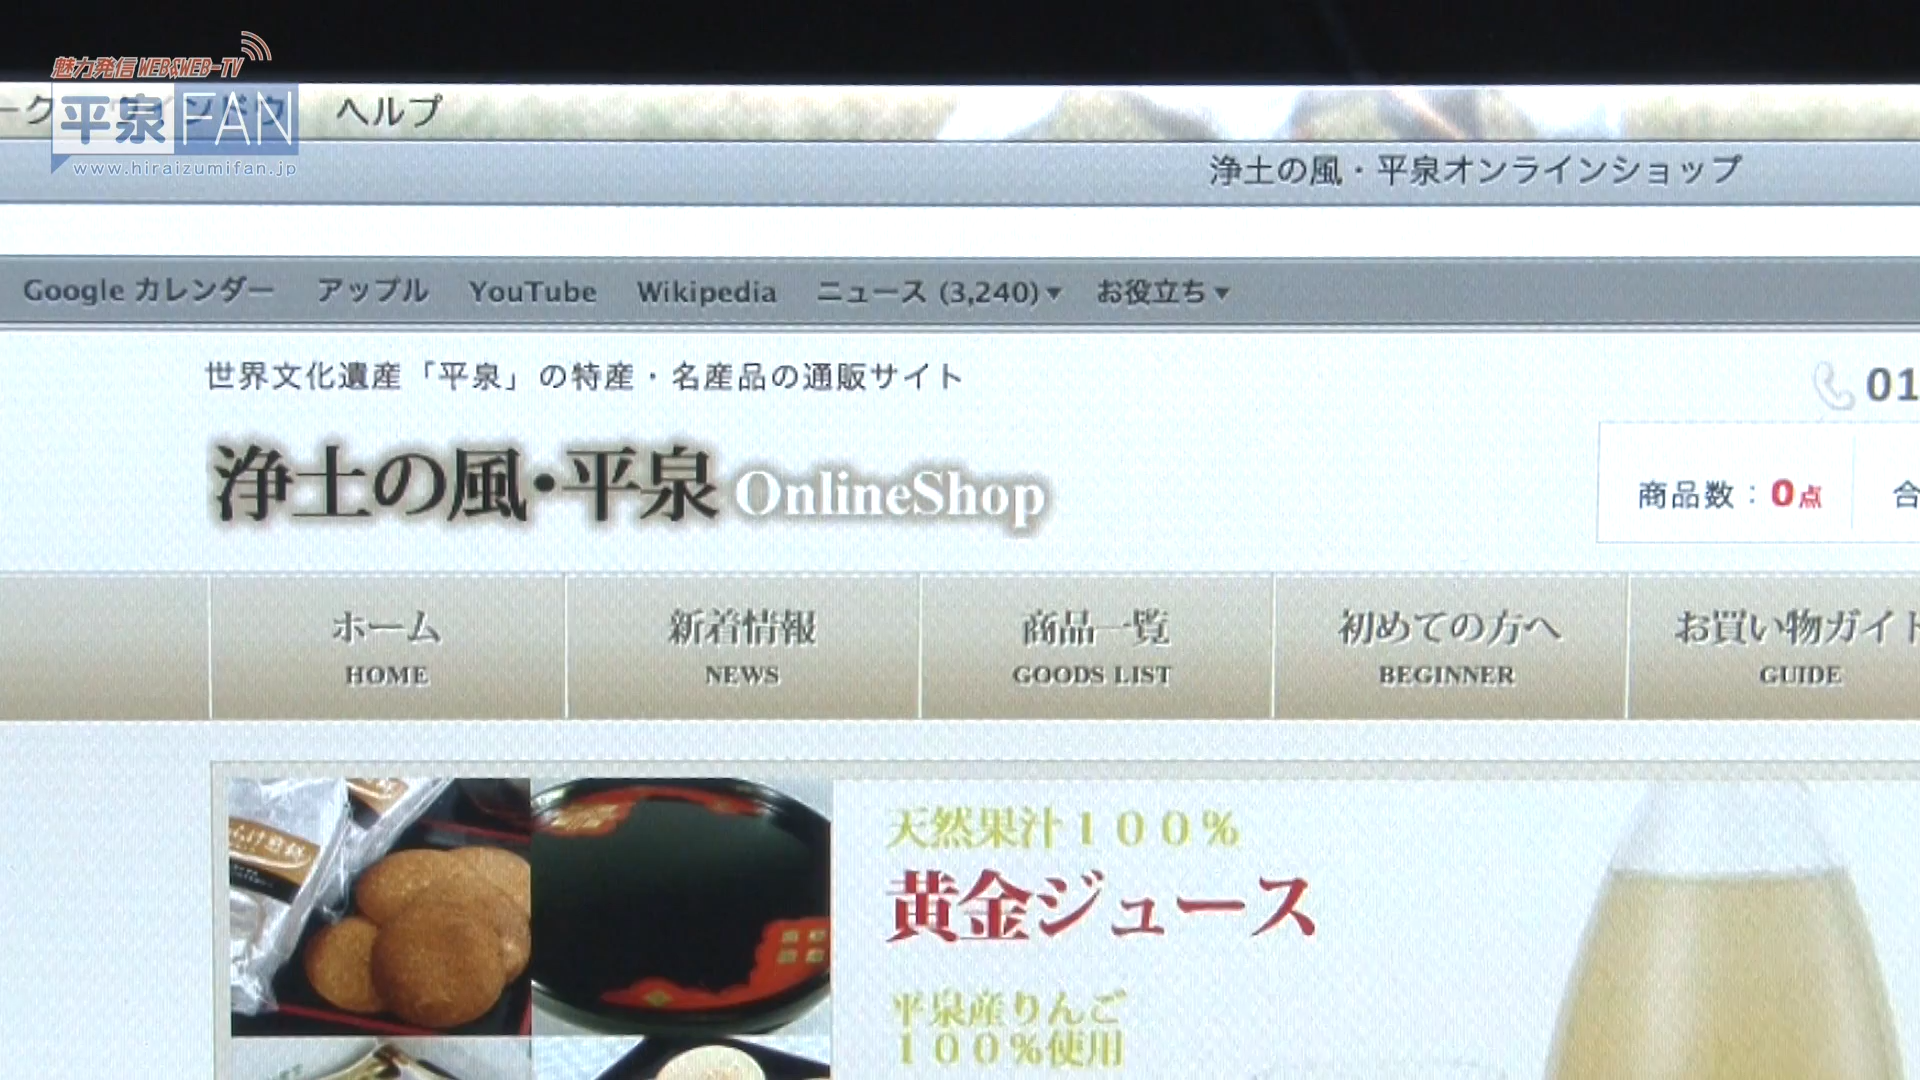 魅力発信WEB&WEB-TV
平泉FAN
www.hiraizumifan.jp
ヘルプ
浄土の風・平泉オンラインショップ
Google カレンダー アップル YouTube Wikipedia ニュース (3,240)▼ お役立ち▼
世界文化遺産「平泉」の特産・名産品の通販サイト
01
浄土の風・平泉 OnlineShop
商品数：0点 合
ホーム 新着情報 商品一覧 初めての方へ お買い物ガイド
HOME NEWS GOODS LIST BEGINNER GUIDE
天然果汁１００％
黄金ジュース
平泉産りんご
１００％使用